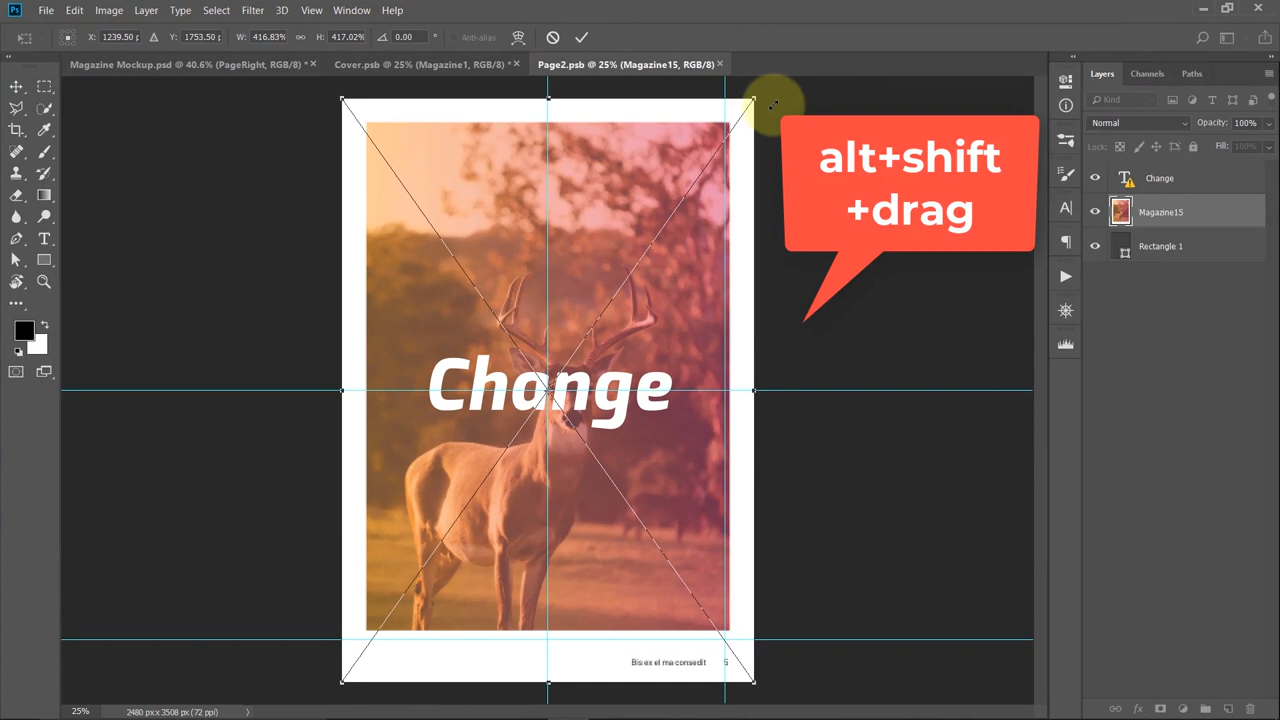 Ps File Edit Image Layer Type Select Filter 3D View Window Help
X: 1239.50 p Y: 1753.50 p W: 416.83% H: 417.02% 0.00 ° Anti-alias
Magazine Mockup.psd @ 40.6% (PageRight, RGB/8) * × Cover.psb @ 25% (Magazine1, RGB/8) * × Page2.psb @ 25% (Magazine15, RGB/8) ×
Layers Channels Paths
Kind
Normal Opacity: 100%
Lock: Fill: 100%
Change
Magazine15
Rectangle 1
alt+shift
+drag
Change
Bis ex el ma consedit 5
25% 2480 px x 3508 px (72 ppi)